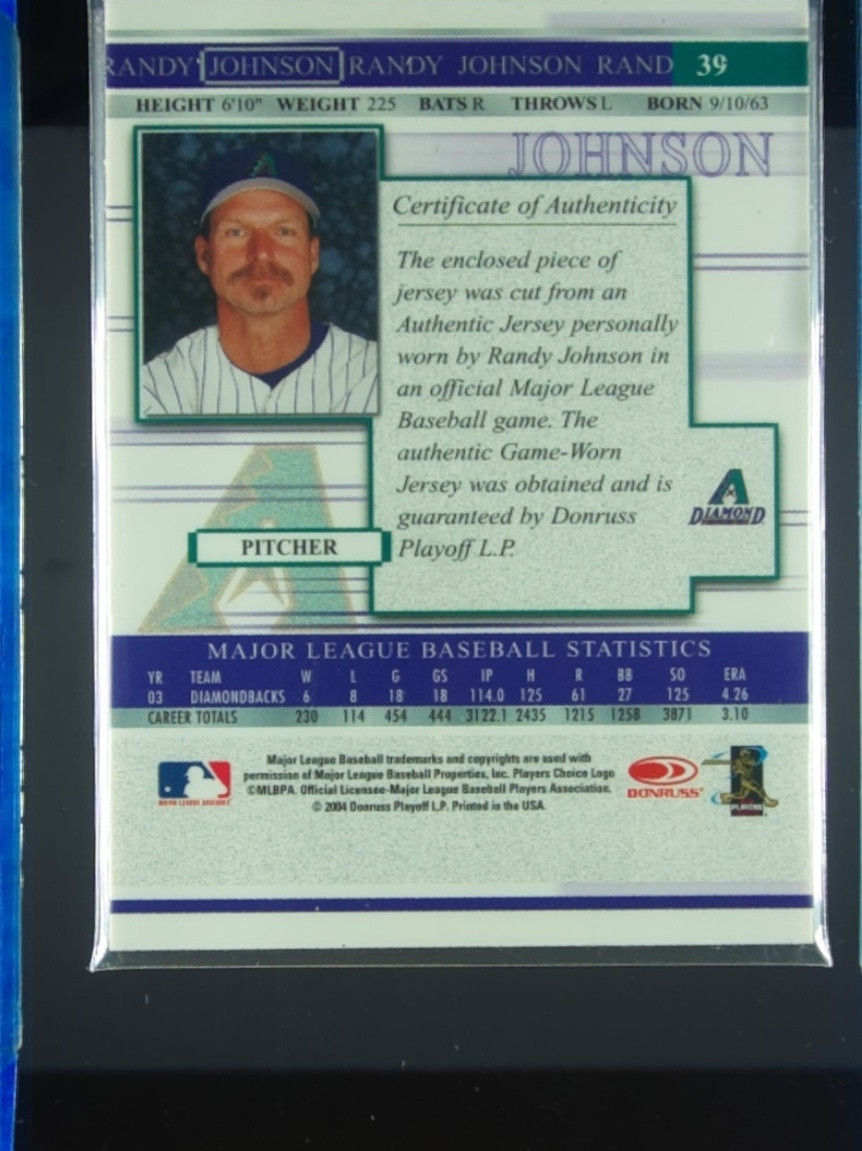 RANDY JOHNSON RANDY JOHNSON RAND 39
HEIGHT 6'10" WEIGHT 225 BATS R THROWS L BORN 9/10/63
JOHNSON
Certificate of Authenticity
The enclosed piece of
jersey was cut from an
Authentic Jersey personally
worn by Randy Johnson in
an official Major League
Baseball game. The
authentic Game-Worn
Jersey was obtained and is
guaranteed by Donruss
Playoff L.P.
DIAMOND
PITCHER
MAJOR LEAGUE BASEBALL STATISTICS
YR TEAM W L G GS IP H R BB SO ERA
03 DIAMONDBACKS 6 8 18 18 114.0 125 61 27 125 4.26
CAREER TOTALS 230 114 454 444 3122.1 2435 1215 1258 3871 3.10
Major League Baseball trademarks and copyrights are used with
permission of Major League Baseball Properties, Inc. Players Choice Logo
©MLBPA. Official Licensee-Major League Baseball Players Association.
© 2004 Donruss Playoff L.P. Printed in the USA.
MAJOR LEAGUE BASEBALL
DONRUSS
PLAYERS